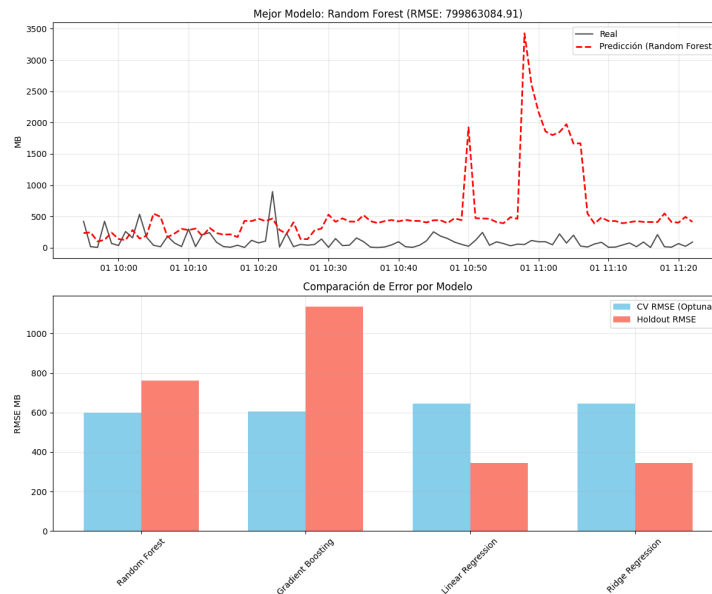 Mejor Modelo: Random Forest (RMSE: 799863084.91)
3500
3000
2500
2000
1500
1000
500
0
MB
Real
Predicción (Random Forest
01 10:00
01 10:10
01 10:20
01 10:30
01 10:40
01 10:50
01 11:00
01 11:10
01 11:20
Comparación de Error por Modelo
1000
800
600
400
200
0
RMSE MB
CV RMSE (Optuna
Holdout RMSE
Random Forest
Gradient Boosting
Linear Regression
Ridge Regression